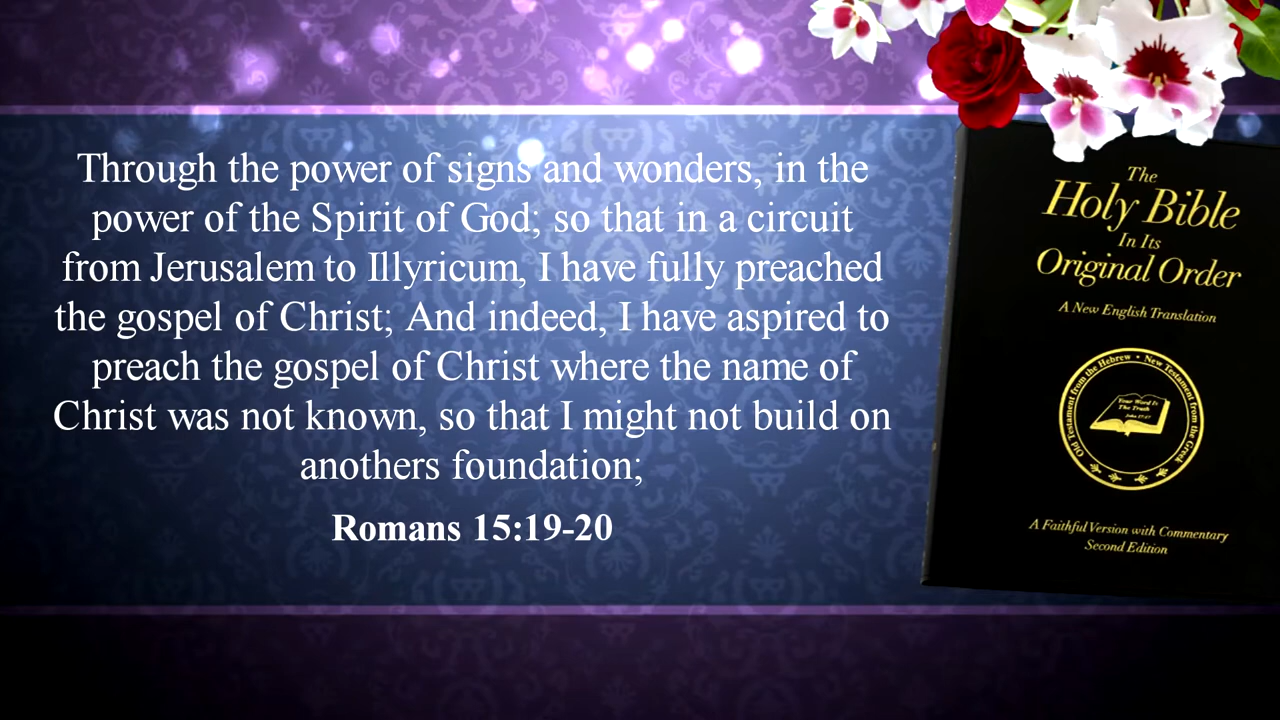 Through the power of signs and wonders, in the
power of the Spirit of God; so that in a circuit
from Jerusalem to Illyricum, I have fully preached
the gospel of Christ; And indeed, I have aspired to
preach the gospel of Christ where the name of
Christ was not known, so that I might not build on
anothers foundation;
Romans 15:19-20
The
Holy Bible
In Its
Original Order
A New English Translation
Old Testament from the Hebrew • New Testament from the Greek
Your Word Is
The Truth
John 17:17
A Faithful Version with Commentary
Second Edition